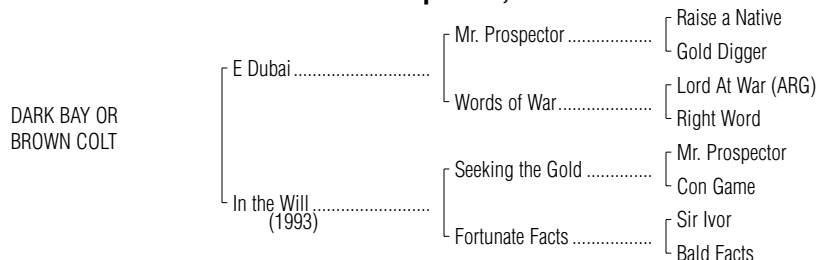 Raise a Native
Mr. Prospector
Gold Digger
E Dubai
Lord At War (ARG)
Words of War
Right Word
DARK BAY OR
BROWN COLT
Mr. Prospector
Seeking the Gold
Con Game
In the Will
(1993)
Sir Ivor
Fortunate Facts
Bald Facts